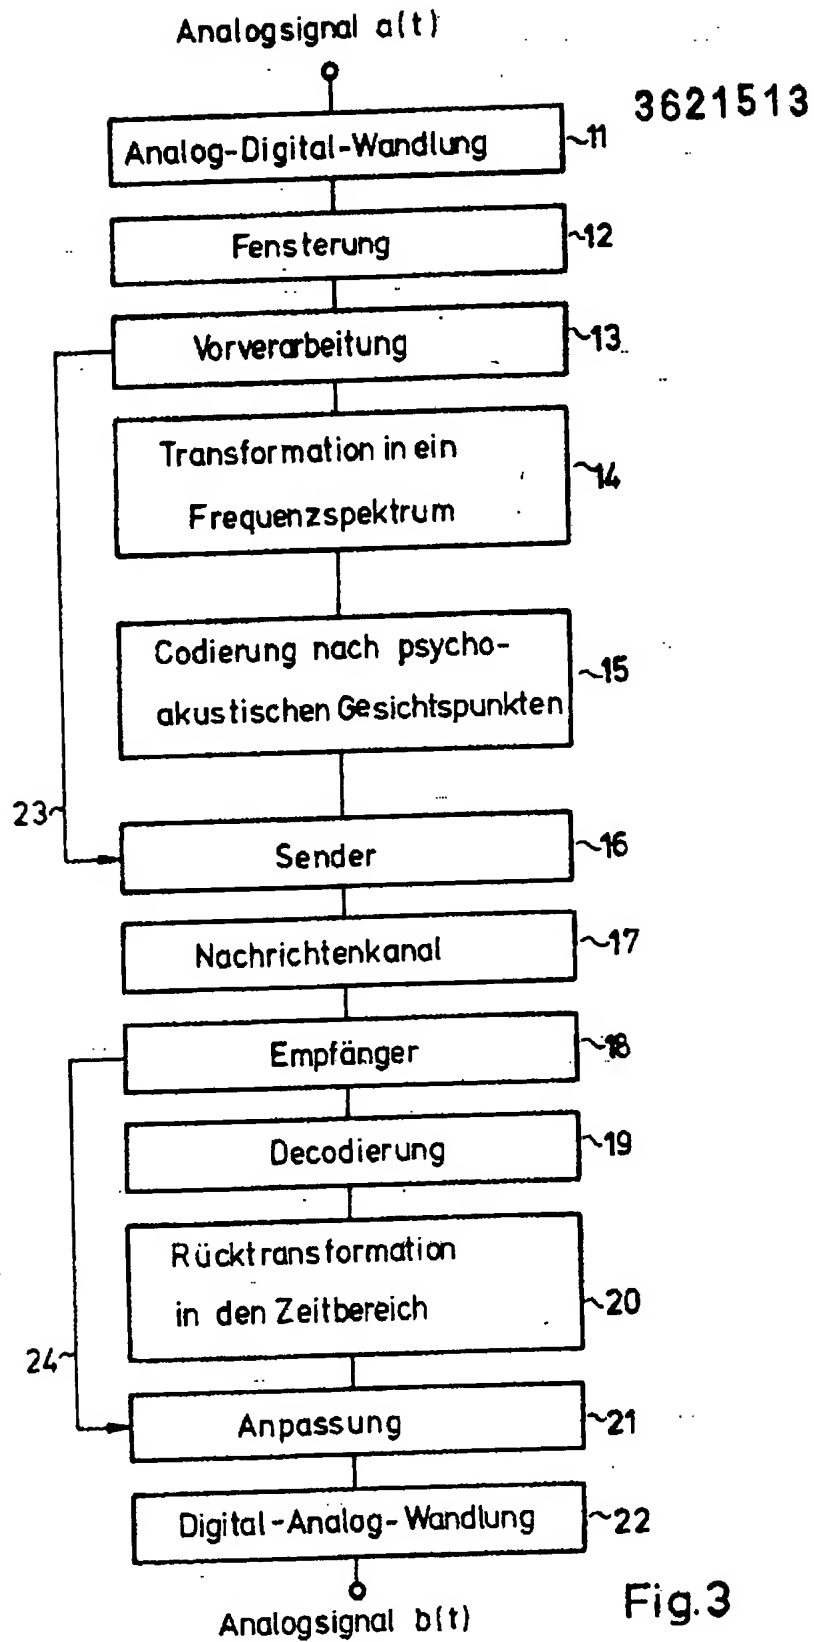 Analogsignal a(t)
3621513
Analog-Digital-Wandlung
11
Fensterung
12
Vorverarbeitung
13
Transformation in ein
Frequenzspektrum
14
Codierung nach psycho-
akustischen Gesichtspunkten
15
23
Sender
16
Nachrichtenkanal
17
Empfänger
18
Decodierung
19
Rücktransformation
in den Zeitbereich
20
24
Anpassung
21
Digital-Analog-Wandlung
22
Analogsignal b(t)
Fig.3